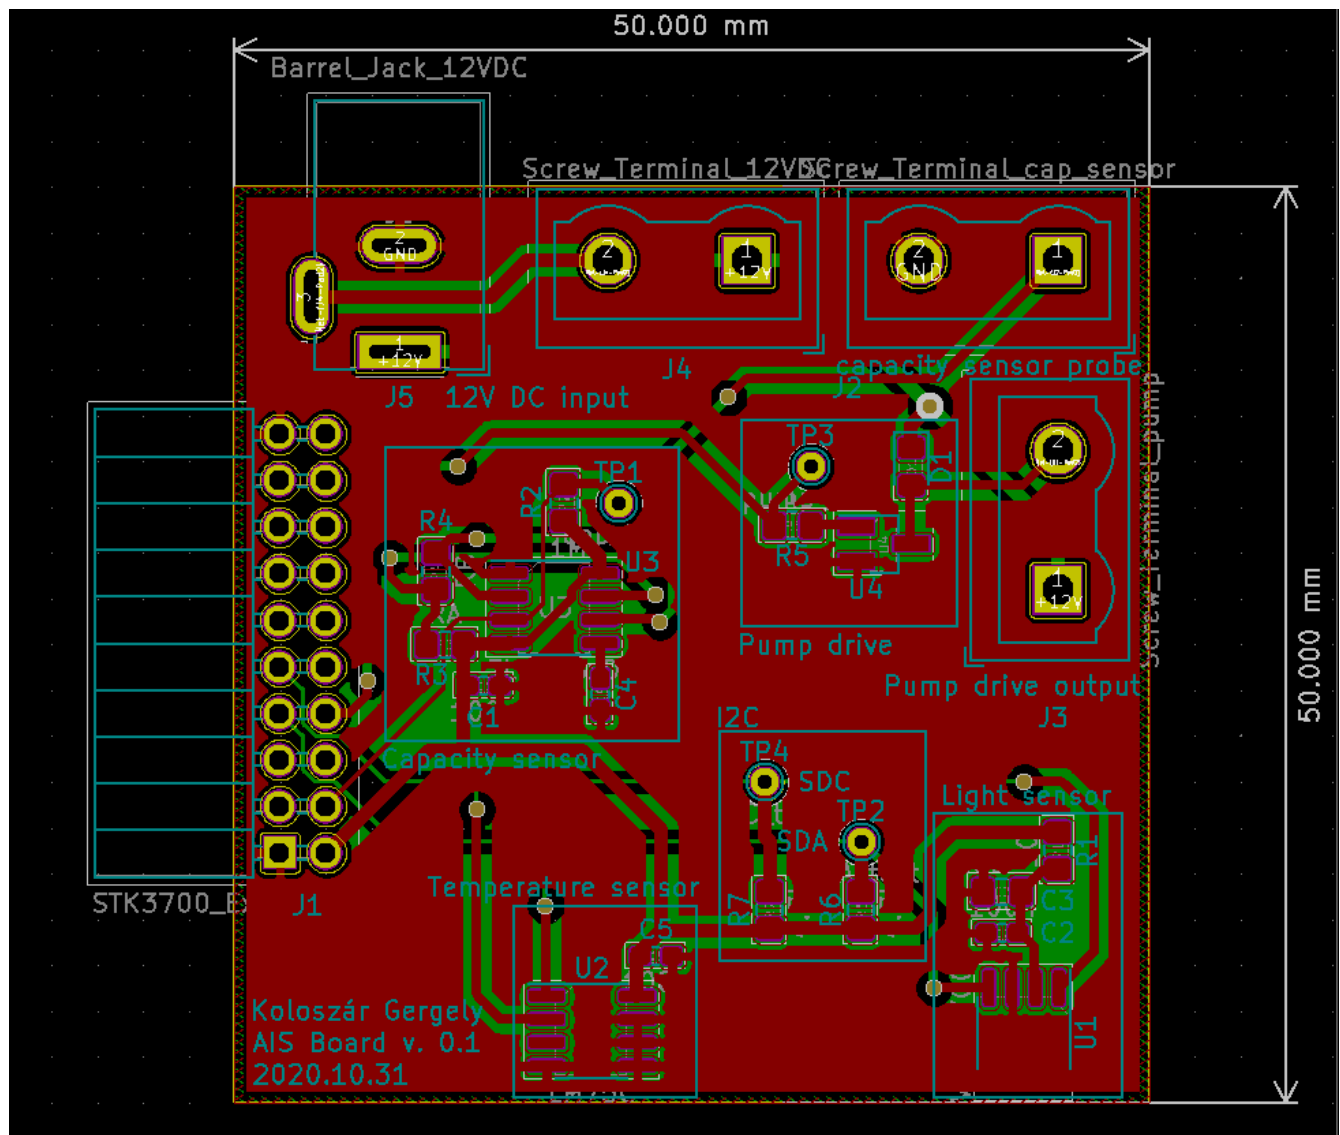 50.000 mm
Barrel_Jack_12VDC
Screw_Terminal_12VDC
Screw_Terminal_cap_sensor
2
GND
3
1
+12V
2
1
+12V
2
GND
1
J4
capacity sensor probe
J2
J5
12V DC input
TP3
D1
2
Screw_Terminal_pump
TP1
R2
R4
U3
R5
U4
1
+12V
50.000 mm
Pump drive
R3
C1
C4
Pump drive output
J3
I2C
Capacity sensor
TP4
SDC
Light sensor
TP2
SDA
R1
Temperature sensor
STK3700_E
J1
R7
R6
C3
C5
C2
U2
U1
Koloszár Gergely
AIS Board v. 0.1
2020.10.31